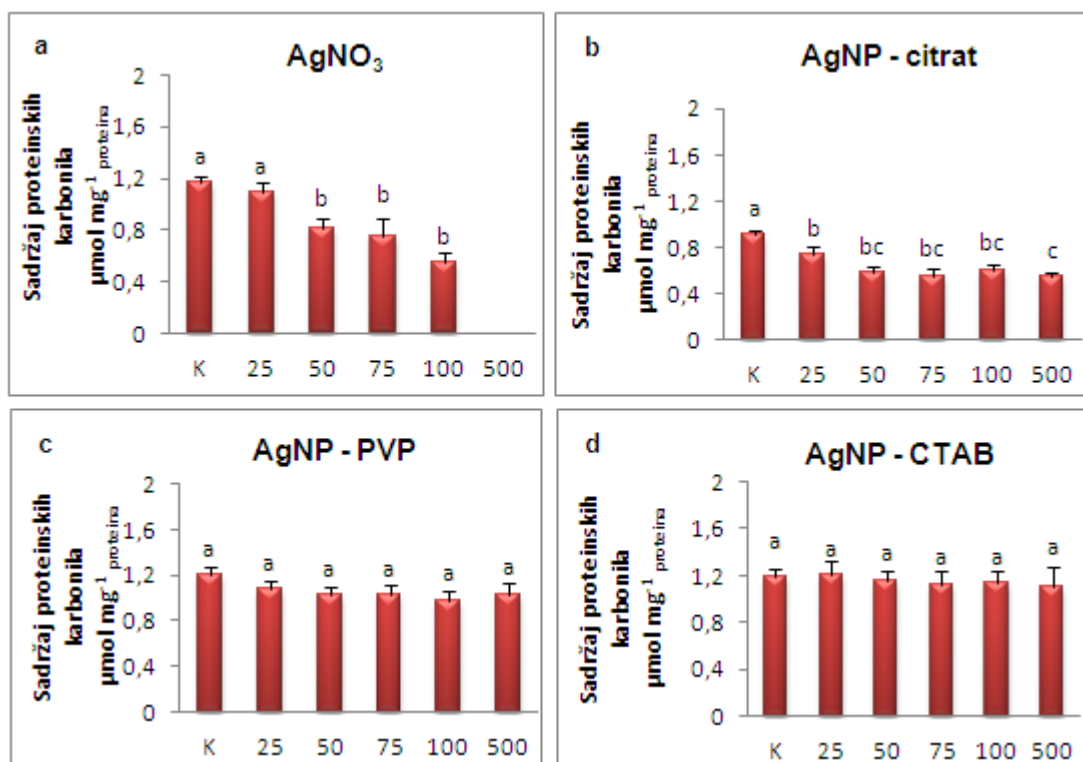 a
AgNO₃
Sadržaj proteinskih
karbonila
µmol mg⁻¹ proteina
2
1,6
1,2
0,8
0,4
0
a a b b b
K 25 50 75 100 500
b
AgNP - citrat
Sadržaj proteinskih
karbonila
µmol mg⁻¹ proteina
2
1,6
1,2
0,8
0,4
0
a b bc bc bc c
K 25 50 75 100 500
c
AgNP - PVP
Sadržaj proteinskih
karbonila
µmol mg⁻¹ proteina
2
1,6
1,2
0,8
0,4
0
a a a a a a
K 25 50 75 100 500
d
AgNP - CTAB
Sadržaj proteinskih
karbonila
µmol mg⁻¹ proteina
2
1,6
1,2
0,8
0,4
0
a a a a a a
K 25 50 75 100 500